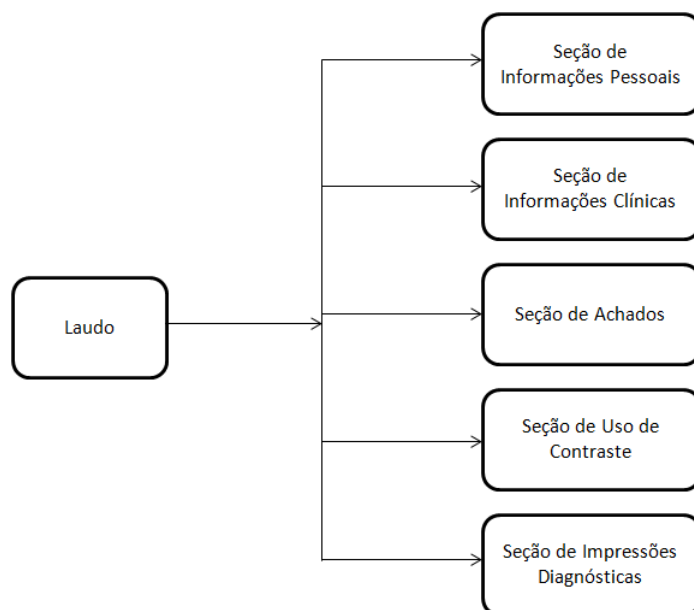 Seção de
Informações Pessoais
Seção de
Informações Clínicas
Laudo
Seção de Achados
Seção de Uso de
Contraste
Seção de Impressões
Diagnósticas